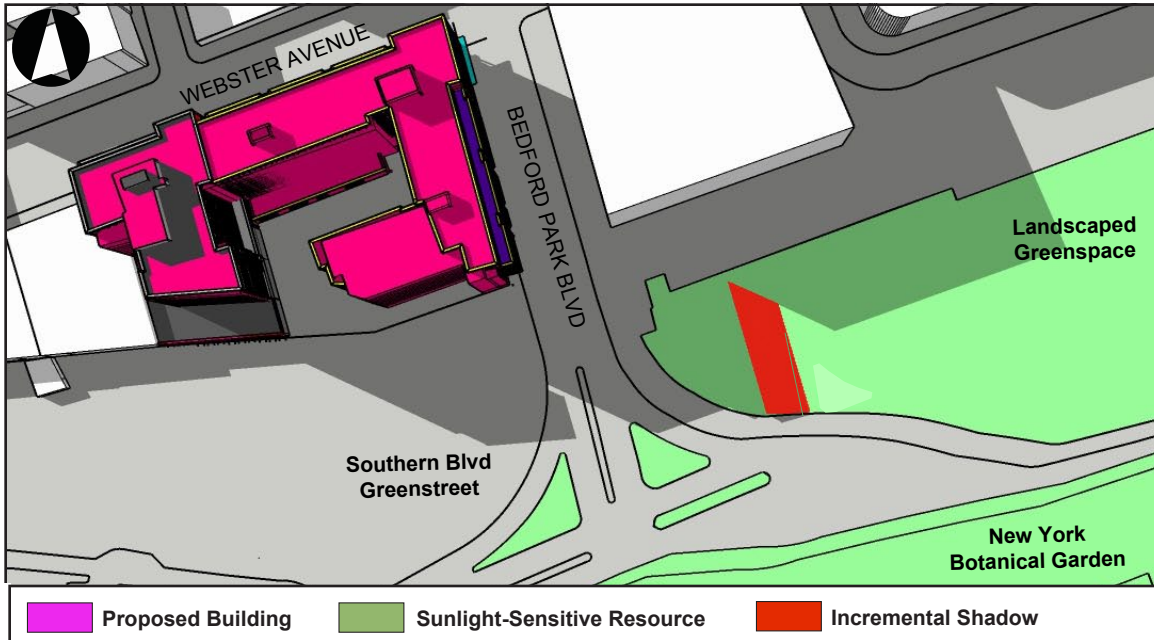 WEBSTER AVENUE
BEDFORD PARK BLVD
Landscaped
Greenspace
Southern Blvd
Greenstreet
New York
Botanical Garden
Proposed Building
Sunlight-Sensitive Resource
Incremental Shadow